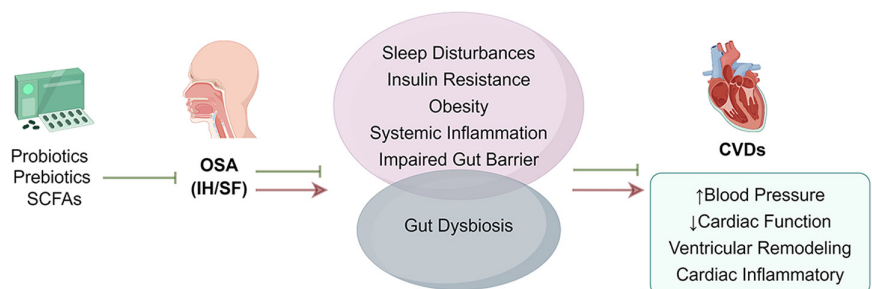 Probiotics
Prebiotics
SCFAs
OSA
(IH/SF)
Sleep Disturbances
Insulin Resistance
Obesity
Systemic Inflammation
Impaired Gut Barrier
Gut Dysbiosis
CVDs
↑Blood Pressure
↓Cardiac Function
Ventricular Remodeling
Cardiac Inflammatory